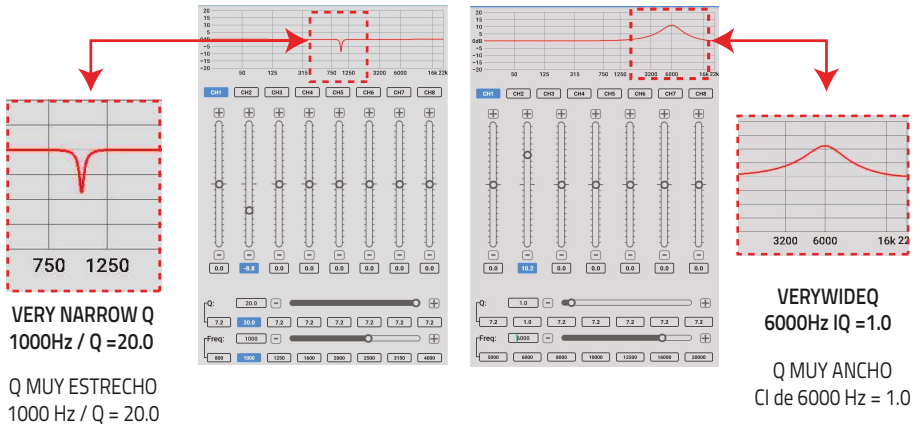 20
15
10
5
0dB
-5
-10
-15
-20
50 125 315 750 1250 3200 6000 16k 22k
CH1 CH2 CH3 CH4 CH5 CH6 CH7 CH8
0.0 -8.9 0.0 0.0 0.0 0.0 0.0 0.0
Q: 20.0
7.2 20.0 7.2 7.2 7.2 7.2 7.2 7.2
Freq: 1000
800 1000 1250 1600 2000 2500 3150 4000
20
15
10
5
0dB
-5
-10
-15
-20
50 125 315 750 1250 3200 6000 16k 22k
CH1 CH2 CH3 CH4 CH5 CH6 CH7 CH8
0.0 10.2 0.0 0.0 0.0 0.0 0.0
Q: 1.0
7.2 1.0 7.2 7.2 7.2 7.2 7.2
Freq: 6000
5000 6000 8000 10000 12500 16000 20000
750 1250
VERY NARROW Q
1000Hz / Q =20.0
Q MUY ESTRECHO
1000 Hz / Q = 20.0
3200 6000 16k 22
VERYWIDEQ
6000Hz IQ =1.0
Q MUY ANCHO
CI de 6000 Hz = 1.0